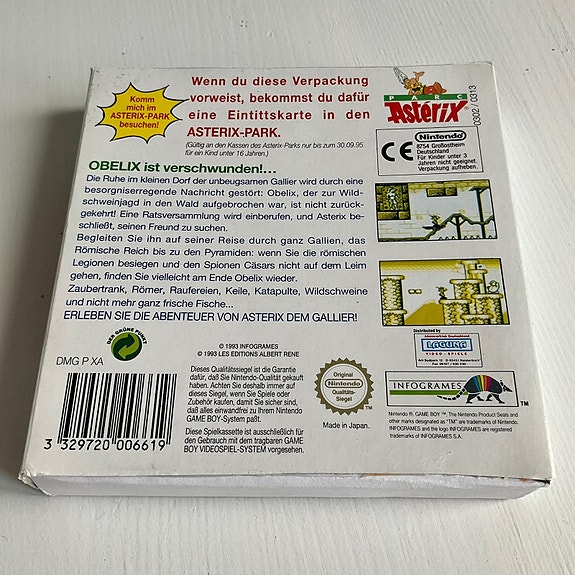 Komm
mich im
ASTERIX-PARK
besuchen!
Wenn du diese Verpackung
vorweist, bekommst du dafür
eine Eintittskarte in den
ASTERIX-PARK.
(Gültig an den Kassen des Asterix-Parks nur bis zum 30.09.95
für ein Kind unter 16 Jahren.)
PARC
Astérix
0302 / 0313
OBELIX ist verschwunden!...
Die Ruhe im kleinen Dorf der unbeugsamen Gallier wird durch eine
besorgniserregende Nachricht gestört: Obelix, der zur Wild-
schweinjagd in den Wald aufgebrochen war, ist nicht zurück-
gekehrt! Eine Ratsversammlung wird einberufen, und Asterix be-
schließt, seinen Freund zu suchen.
Begleiten Sie ihn auf seiner Reise durch ganz Gallien, das
Römische Reich bis zu den Pyramiden: wenn Sie die römischen
Legionen besiegen und den Spionen Cäsars nicht auf dem Leim
gehen, finden Sie vielleicht am Ende Obelix wieder.
Zaubertrank, Römer, Raufereien, Keile, Katapulte, Wildschweine
und nicht mehr ganz frische Fische...
ERLEBEN SIE DIE ABENTEUER VON ASTERIX DEM GALLIER!
CE
Nintendo
8754 Großostheim
Deutschland
Für Kinder unter 3
Jahren nicht geeignet
Verpackung aufheben.
DER GRÜNE PUNKT
DMG P XA
3 329720 006619
© 1993 INFOGRAMES
© 1993 LES EDITIONS ALBERT RENE
Dieses Qualitätssiegel ist die Garantie
dafür, daß Sie Nintendo-Qualität gekauft
haben. Achten Sie deshalb immer auf
dieses Siegel, wenn Sie Spiele oder
Zubehör kaufen, damit Sie sicher sind,
daß alles einwandfrei zu Ihrem Nintendo
GAME BOY-System paßt.
Diese Spielkassette ist ausschließlich für
den Gebrauch mit dem tragbaren GAME
BOY VIDEOSPIEL-SYSTEM vorgesehen.
Original
Nintendo
Qualitäts-
Siegel
TM
Made in Japan.
Distributed by
LAGUNA
VIDEO - SPIELE
INFOGRAMES
TM
Nintendo ®, GAME BOY ™, The Nintendo Product Seals and
other marks designated as "TM" are trademarks of Nintendo.
INFOGRAMES and the logo INFOGRAMES are registered
trademarks of INFOGRAMES S.A.